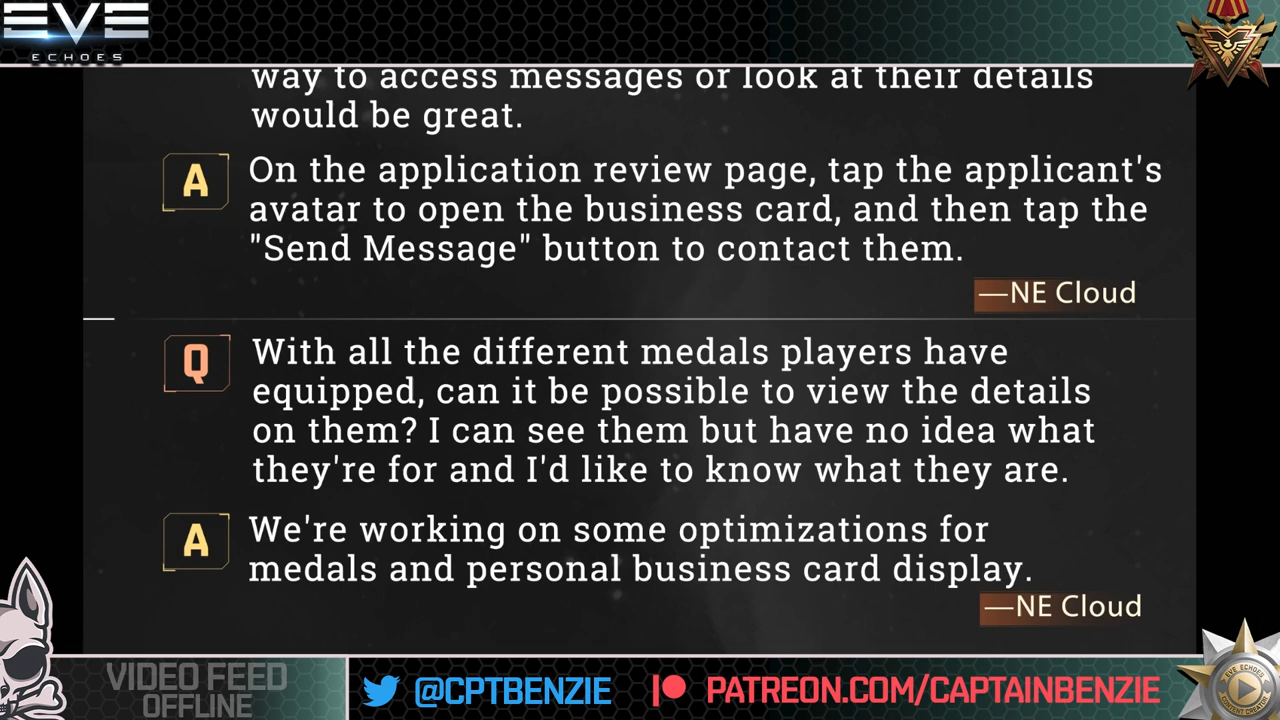 EVE
ECHOES
way to access messages or look at their details
would be great.
A
On the application review page, tap the applicant's
avatar to open the business card, and then tap the
"Send Message" button to contact them.
—NE Cloud
Q
With all the different medals players have
equipped, can it be possible to view the details
on them? I can see them but have no idea what
they're for and I'd like to know what they are.
A
We're working on some optimizations for
medals and personal business card display.
—NE Cloud
VIDEO FEED
OFFLINE
@CPTBENZIE
PATREON.COM/CAPTAINBENZIE
EVE ECHOES
CONTENT CREATOR